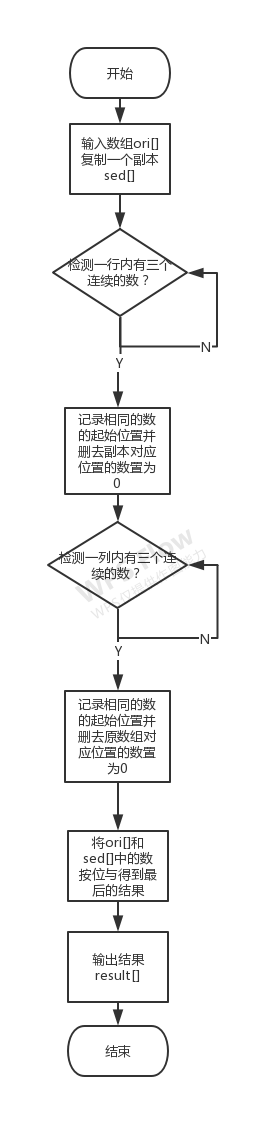 开始
输入数组ori[]
复制一个副本
sed[]
检测一行内有三个
连续的数？
N
Y
记录相同的数
的起始位置并
删去副本对应
位置的数置为
0
检测一列内有三个连
续的数？
N
Y
记录相同的数
的起始位置并
删去原数组对
应位置的数置
为0
将ori[]和
sed[]中的数
按位与得到最
后的结果
输出结果
result[]
结束